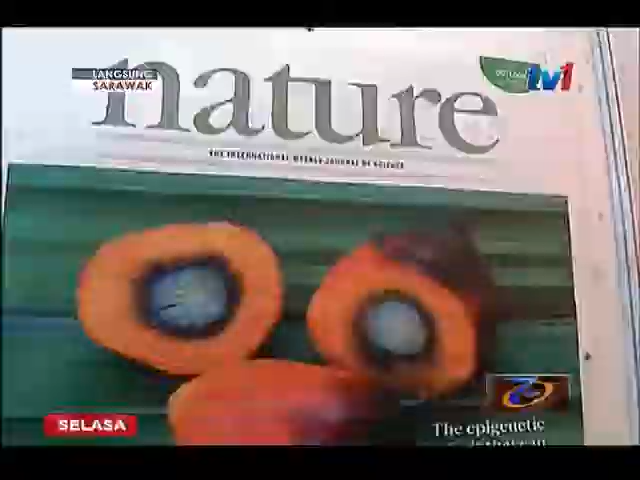 LANGSUNG
SARAWAK
nature
tv1
THE INTERNATIONAL WEEKLY JOURNAL OF SCIENCE
SELASA
The epigenetic